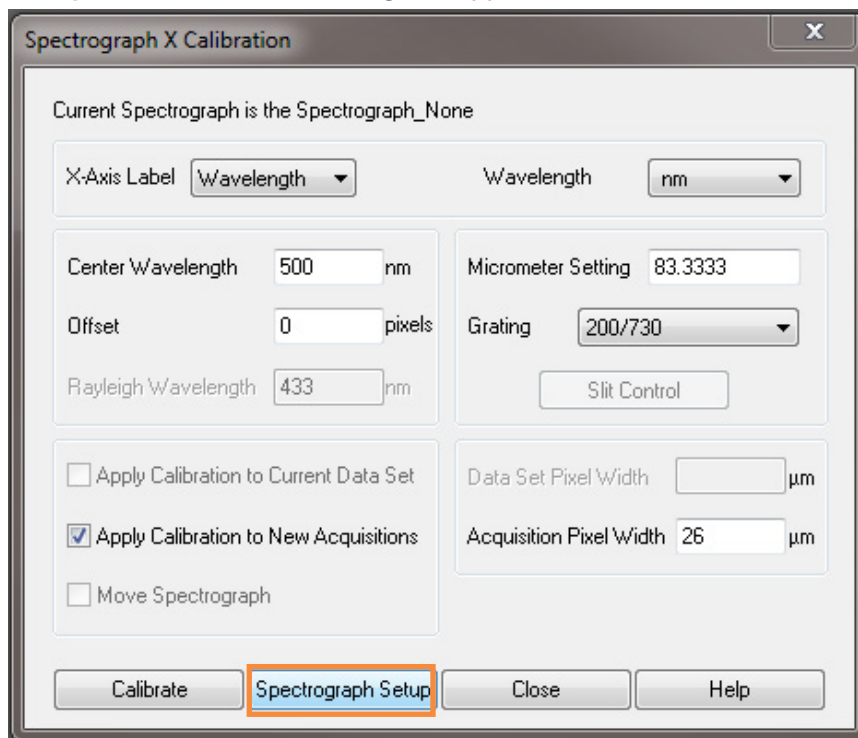 Spectrograph X Calibration
x
Current Spectrograph is the Spectrograph_None
X-Axis Label Wavelength Wavelength nm
Center Wavelength 500 nm Micrometer Setting 83.3333
Offset 0 pixels Grating 200/730
Rayleigh Wavelength 433 nm Slit Control
Apply Calibration to Current Data Set Data Set Pixel Width µm
Apply Calibration to New Acquisitions Acquisition Pixel Width 26 µm
Move Spectrograph
Calibrate Spectrograph Setup Close Help